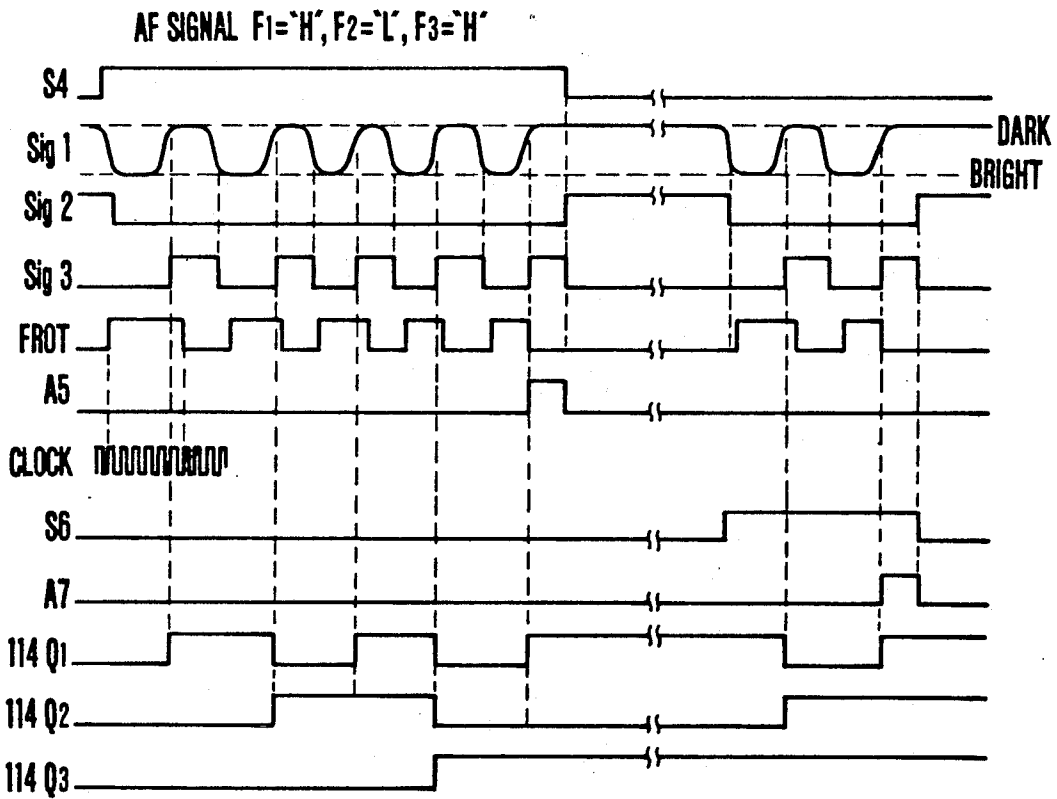 AF SIGNAL F1=`H´, F2=`L´, F3=`H´
S4
Sig 1
DARK
BRIGHT
Sig 2
Sig 3
FROT
A5
CLOCK
S6
A7
114 Q1
114 Q2
114 Q3